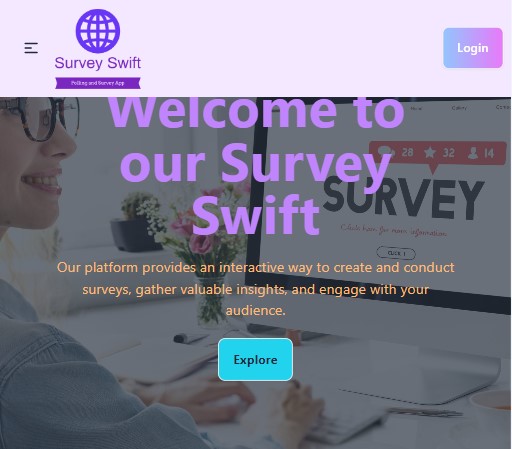 Survey Swift
Polling and Survey App
Login
Welcome to
our Survey
Swift
28 32 14
SURVEY
Click here for more information
CLICK !
Our platform provides an interactive way to create and conduct
surveys, gather valuable insights, and engage with your
audience.
Explore